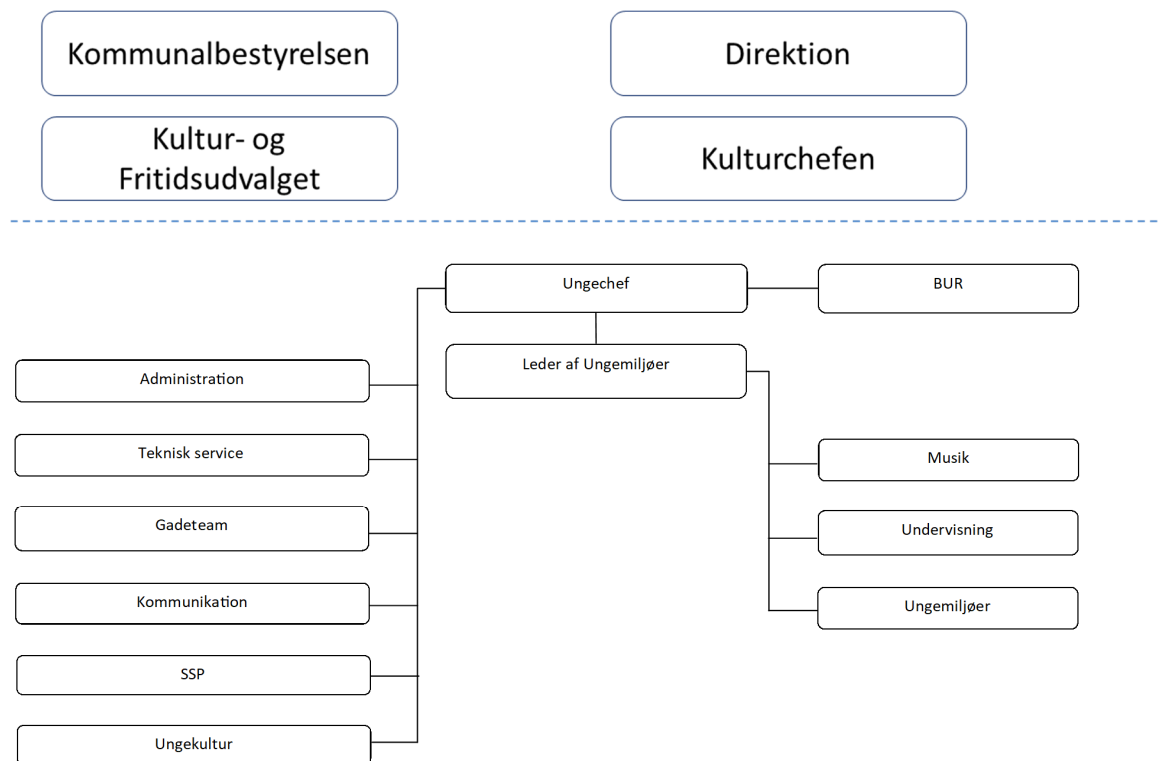 Kommunalbestyrelsen
Direktion
Kultur- og
Fritidsudvalget
Kulturchefen
Ungechef
BUR
Leder af Ungemiljøer
Administration
Teknisk service
Gadeteam
Kommunikation
SSP
Ungekultur
Musik
Undervisning
Ungemiljøer